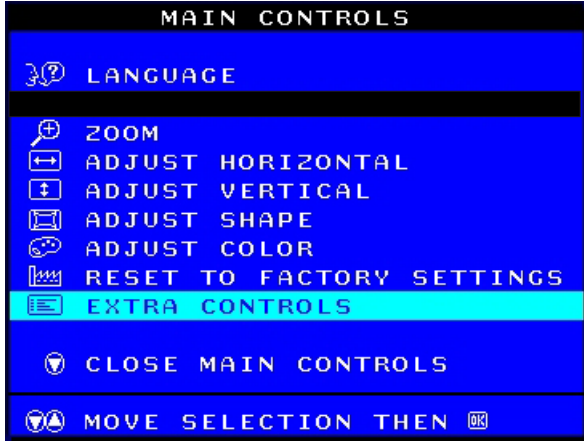 MAIN CONTROLS
LANGUAGE
ZOOM
ADJUST HORIZONTAL
ADJUST VERTICAL
ADJUST SHAPE
ADJUST COLOR
RESET TO FACTORY SETTINGS
EXTRA CONTROLS
CLOSE MAIN CONTROLS
MOVE SELECTION THEN OK